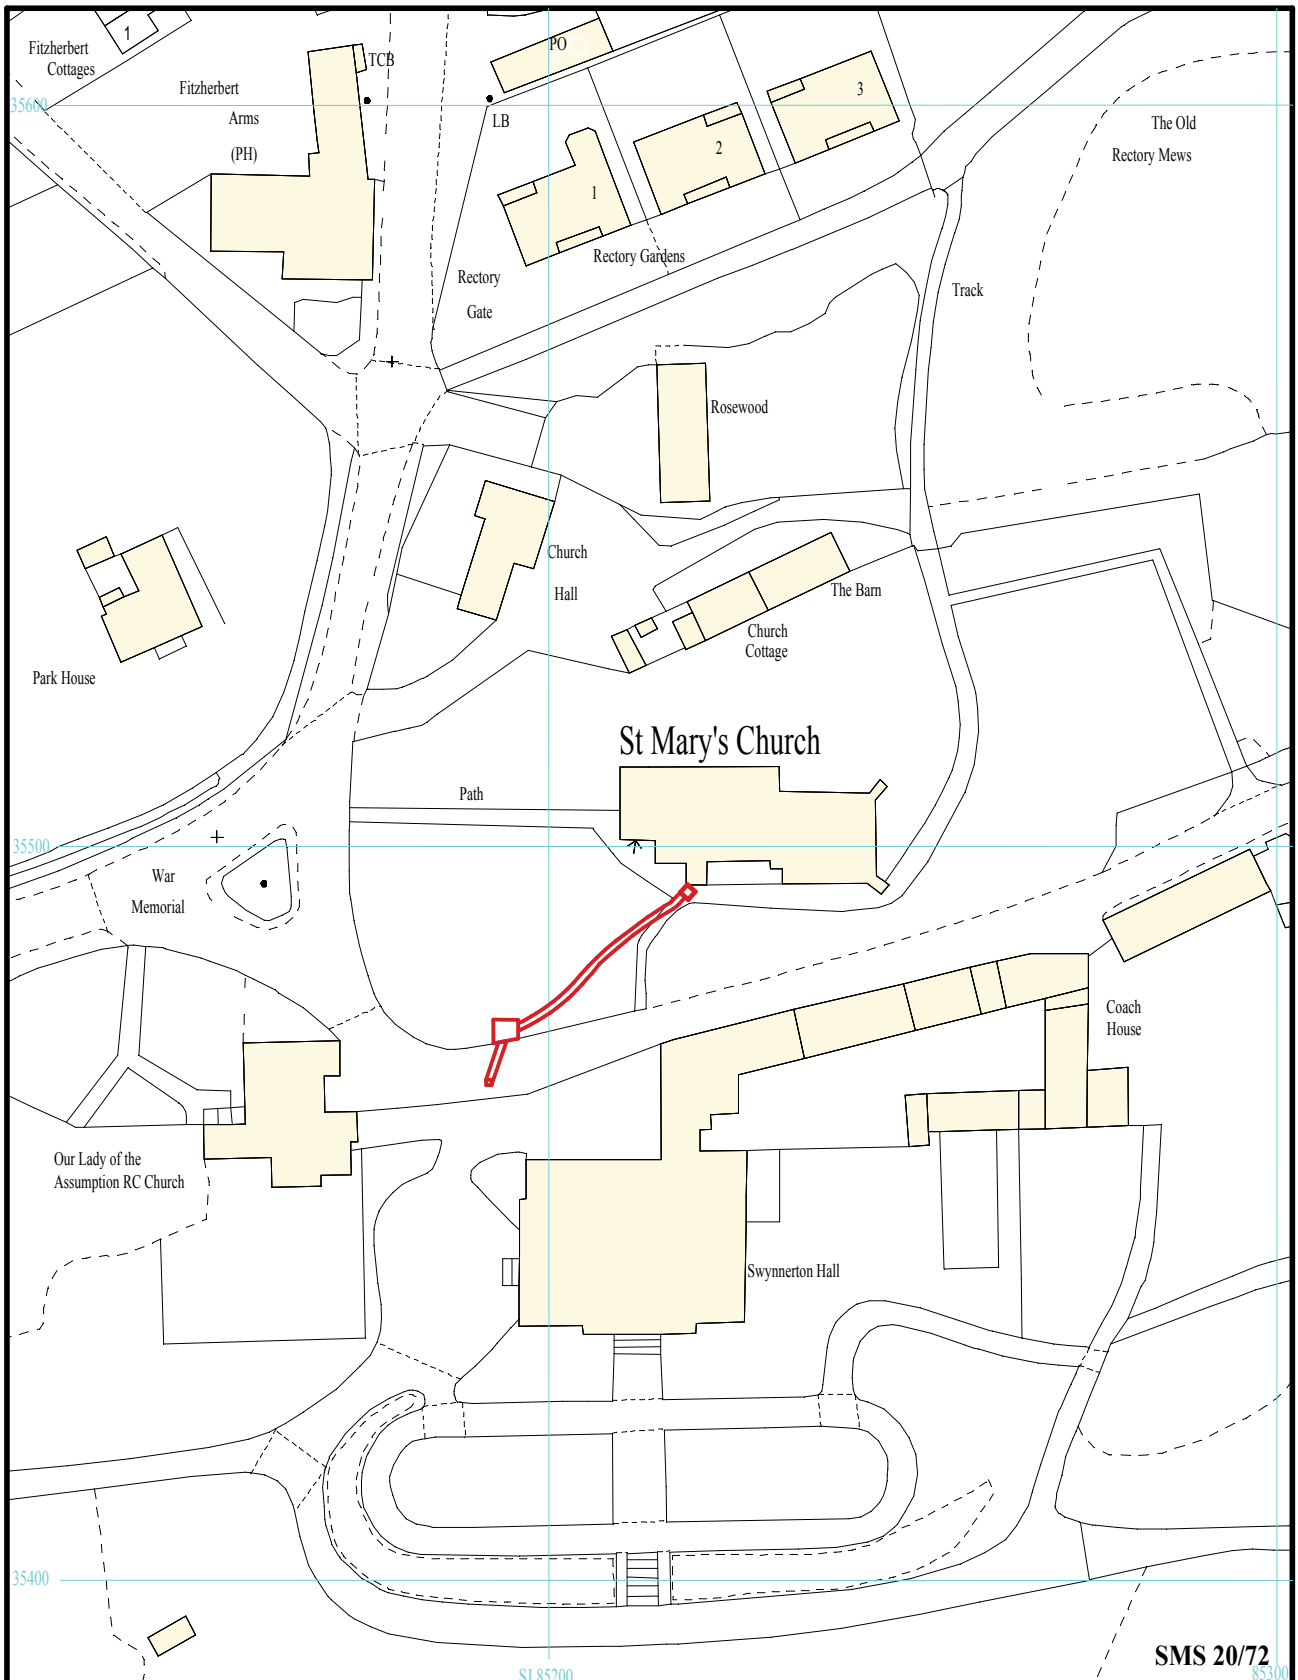 1
Fitzherbert
Cottages
TCB
PO
Fitzherbert
Arms
(PH)
35600
LB
3
2
1
The Old
Rectory Mews
Rectory Gardens
Rectory
Gate
Track
Rosewood
Church
Hall
The Barn
Church
Cottage
Park House
St Mary's Church
Path
35500
War
Memorial
Coach
House
Our Lady of the
Assumption RC Church
Swynnerton Hall
35400
SMS 20/72
SJ 85200
85300